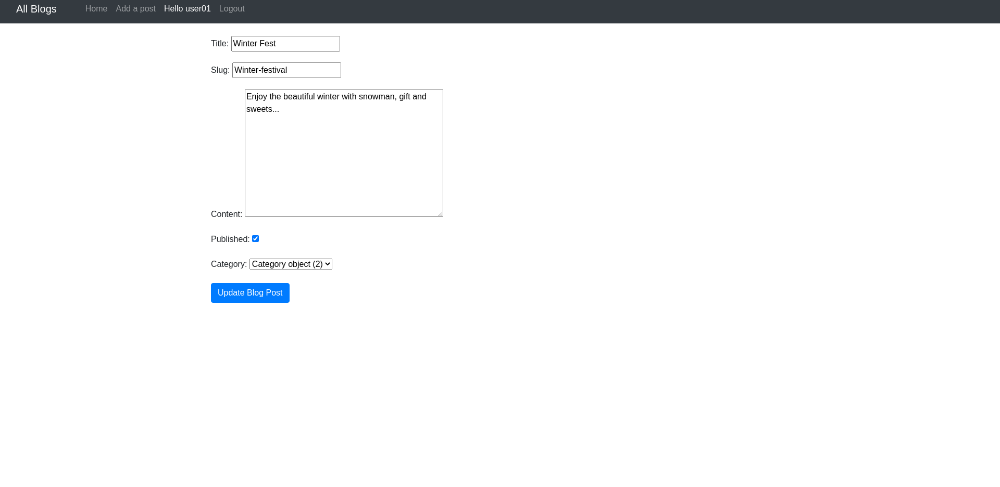 All Blogs Home Add a post Hello user01 Logout
Title: Winter Fest
Slug: Winter-festival
Enjoy the beautiful winter with snowman, gift and
sweets...
Content:
Published:
Category: Category object (2)
Update Blog Post